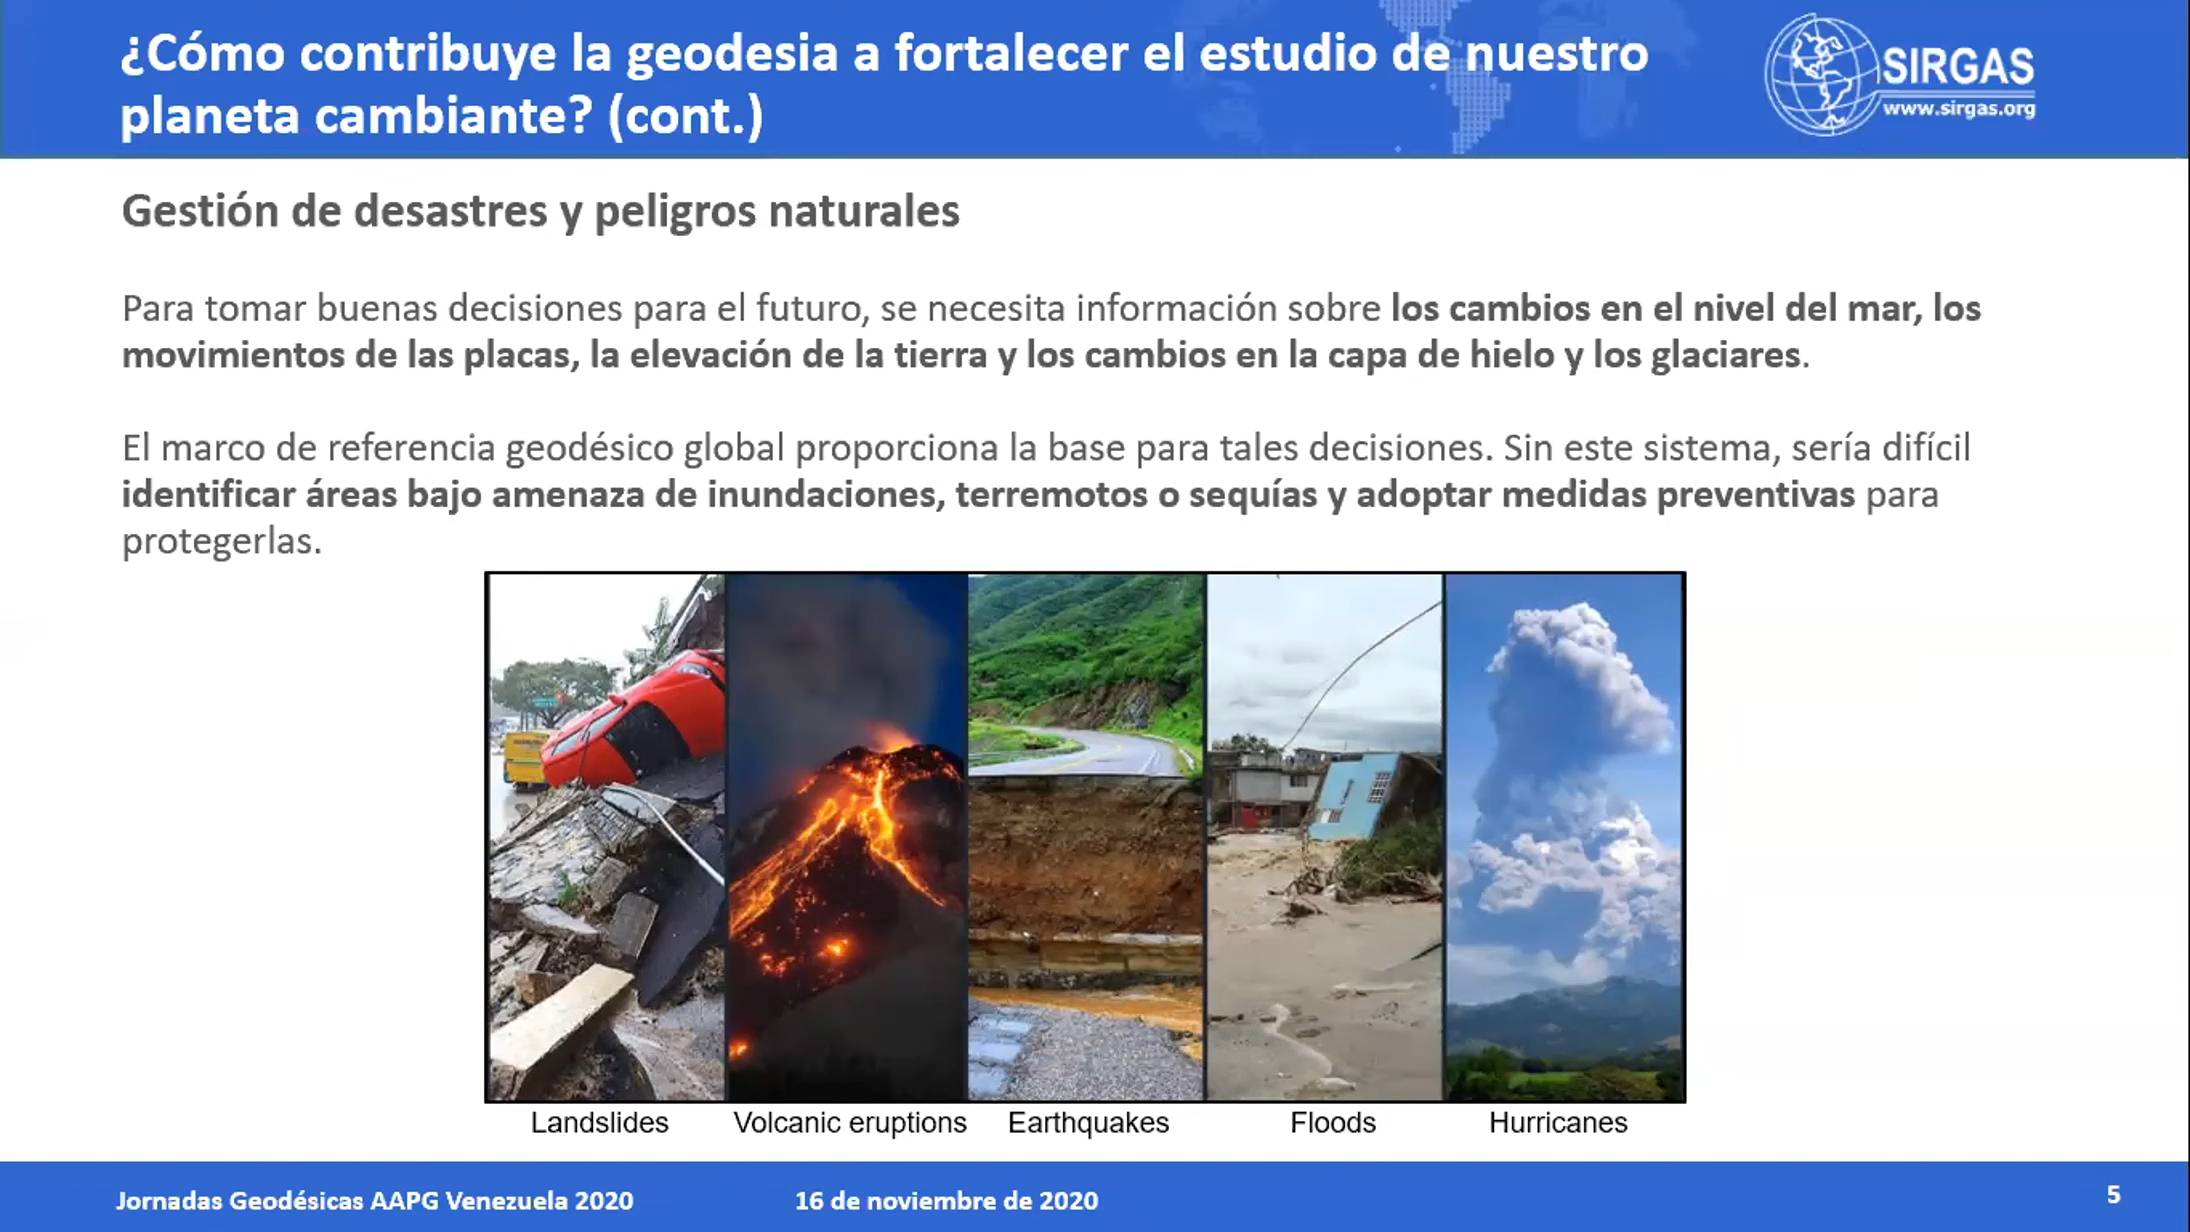 ¿Cómo contribuye la geodesia a fortalecer el estudio de nuestro
planeta cambiante? (cont.)
SIRGAS
www.sirgas.org
Gestión de desastres y peligros naturales
Para tomar buenas decisiones para el futuro, se necesita información sobre los cambios en el nivel del mar, los
movimientos de las placas, la elevación de la tierra y los cambios en la capa de hielo y los glaciares.
El marco de referencia geodésico global proporciona la base para tales decisiones. Sin este sistema, sería difícil
identificar áreas bajo amenaza de inundaciones, terremotos o sequías y adoptar medidas preventivas para
protegerlas.
Landslides
Volcanic eruptions
Earthquakes
Floods
Hurricanes
Jornadas Geodésicas AAPG Venezuela 2020
16 de noviembre de 2020
5